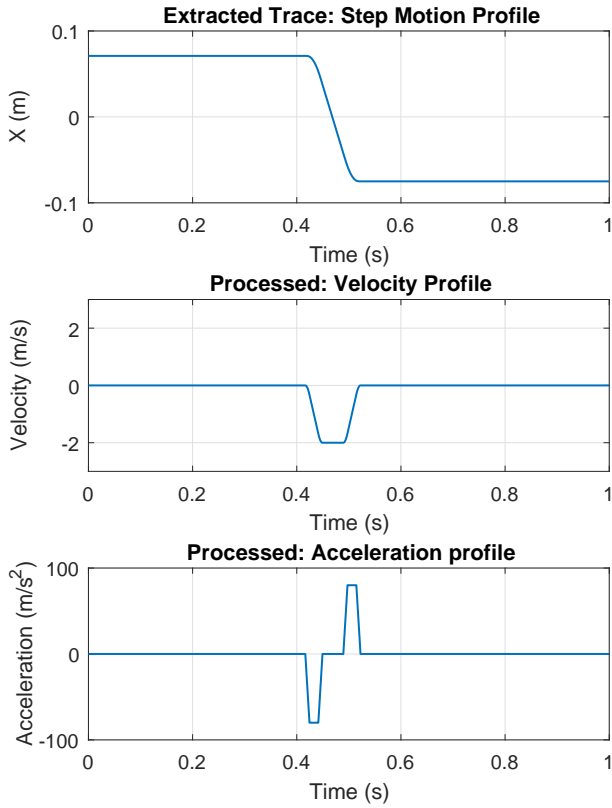 Extracted Trace: Step Motion Profile
0.1
0
-0.1
X (m)
0 0.2 0.4 0.6 0.8 1
Time (s)
Processed: Velocity Profile
2
0
-2
Velocity (m/s)
0 0.2 0.4 0.6 0.8 1
Time (s)
Processed: Acceleration profile
100
0
-100
Acceleration (m/s²)
0 0.2 0.4 0.6 0.8 1
Time (s)